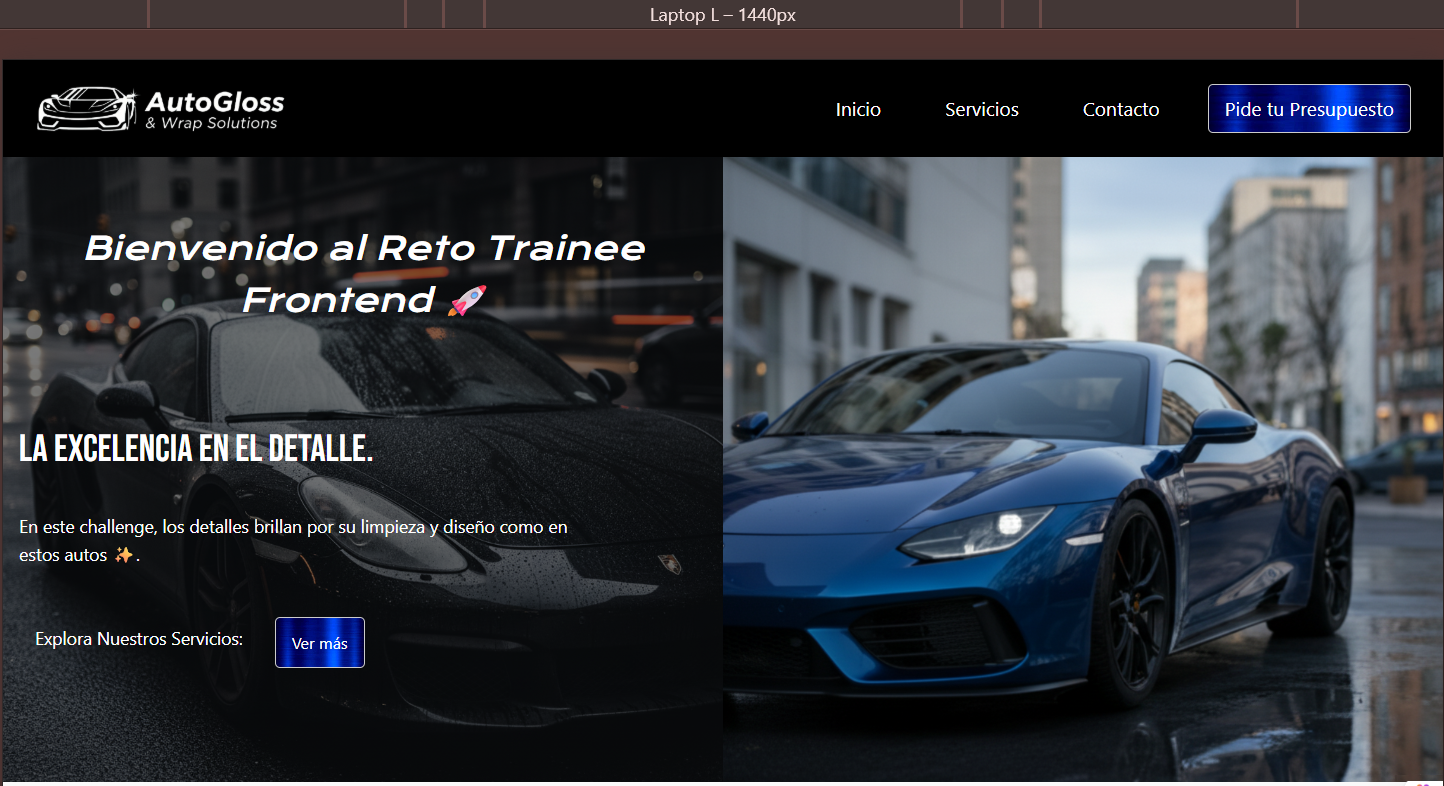 Laptop L – 1440px
AutoGloss
& Wrap Solutions
Inicio
Servicios
Contacto
Pide tu Presupuesto
Bienvenido al Reto Trainee
Frontend 🚀
LA EXCELENCIA EN EL DETALLE.
En este challenge, los detalles brillan por su limpieza y diseño como en
estos autos ✨.
Explora Nuestros Servicios:
Ver más